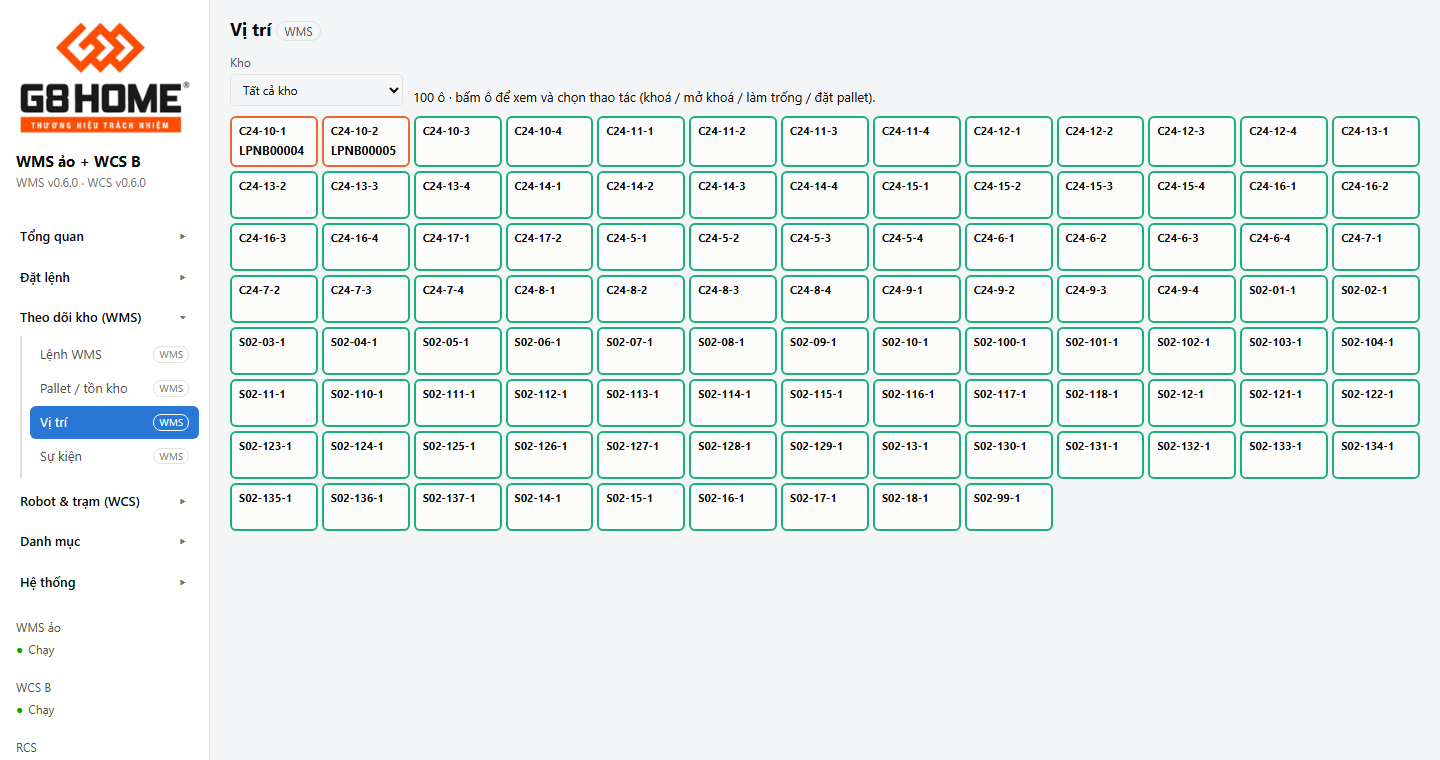 G8 HOME®
THƯƠNG HIỆU TRÁCH NHIỆM
WMS ảo + WCS B
WMS v0.6.0 · WCS v0.6.0
Tổng quan ▸
Đặt lệnh ▸
Theo dõi kho (WMS) ▾
Lệnh WMS WMS
Pallet / tồn kho WMS
Vị trí WMS
Sự kiện WMS
Robot & trạm (WCS) ▸
Danh mục ▸
Hệ thống ▸
WMS ảo
● Chạy
WCS B
● Chạy
RCS
Vị trí WMS
Kho
Tất cả kho
100 ô · bấm ô để xem và chọn thao tác (khoá / mở khoá / làm trống / đặt pallet).
C24-10-1 C24-10-2 C24-10-3 C24-10-4 C24-11-1 C24-11-2 C24-11-3 C24-11-4 C24-12-1 C24-12-2 C24-12-3 C24-12-4 C24-13-1
LPNB00004 LPNB00005
C24-13-2 C24-13-3 C24-13-4 C24-14-1 C24-14-2 C24-14-3 C24-14-4 C24-15-1 C24-15-2 C24-15-3 C24-15-4 C24-16-1 C24-16-2
C24-16-3 C24-16-4 C24-17-1 C24-17-2 C24-5-1 C24-5-2 C24-5-3 C24-5-4 C24-6-1 C24-6-2 C24-6-3 C24-6-4 C24-7-1
C24-7-2 C24-7-3 C24-7-4 C24-8-1 C24-8-2 C24-8-3 C24-8-4 C24-9-1 C24-9-2 C24-9-3 C24-9-4 S02-01-1 S02-02-1
S02-03-1 S02-04-1 S02-05-1 S02-06-1 S02-07-1 S02-08-1 S02-09-1 S02-10-1 S02-100-1 S02-101-1 S02-102-1 S02-103-1 S02-104-1
S02-11-1 S02-110-1 S02-111-1 S02-112-1 S02-113-1 S02-114-1 S02-115-1 S02-116-1 S02-117-1 S02-118-1 S02-12-1 S02-121-1 S02-122-1
S02-123-1 S02-124-1 S02-125-1 S02-126-1 S02-127-1 S02-128-1 S02-129-1 S02-13-1 S02-130-1 S02-131-1 S02-132-1 S02-133-1 S02-134-1
S02-135-1 S02-136-1 S02-137-1 S02-14-1 S02-15-1 S02-16-1 S02-17-1 S02-18-1 S02-99-1